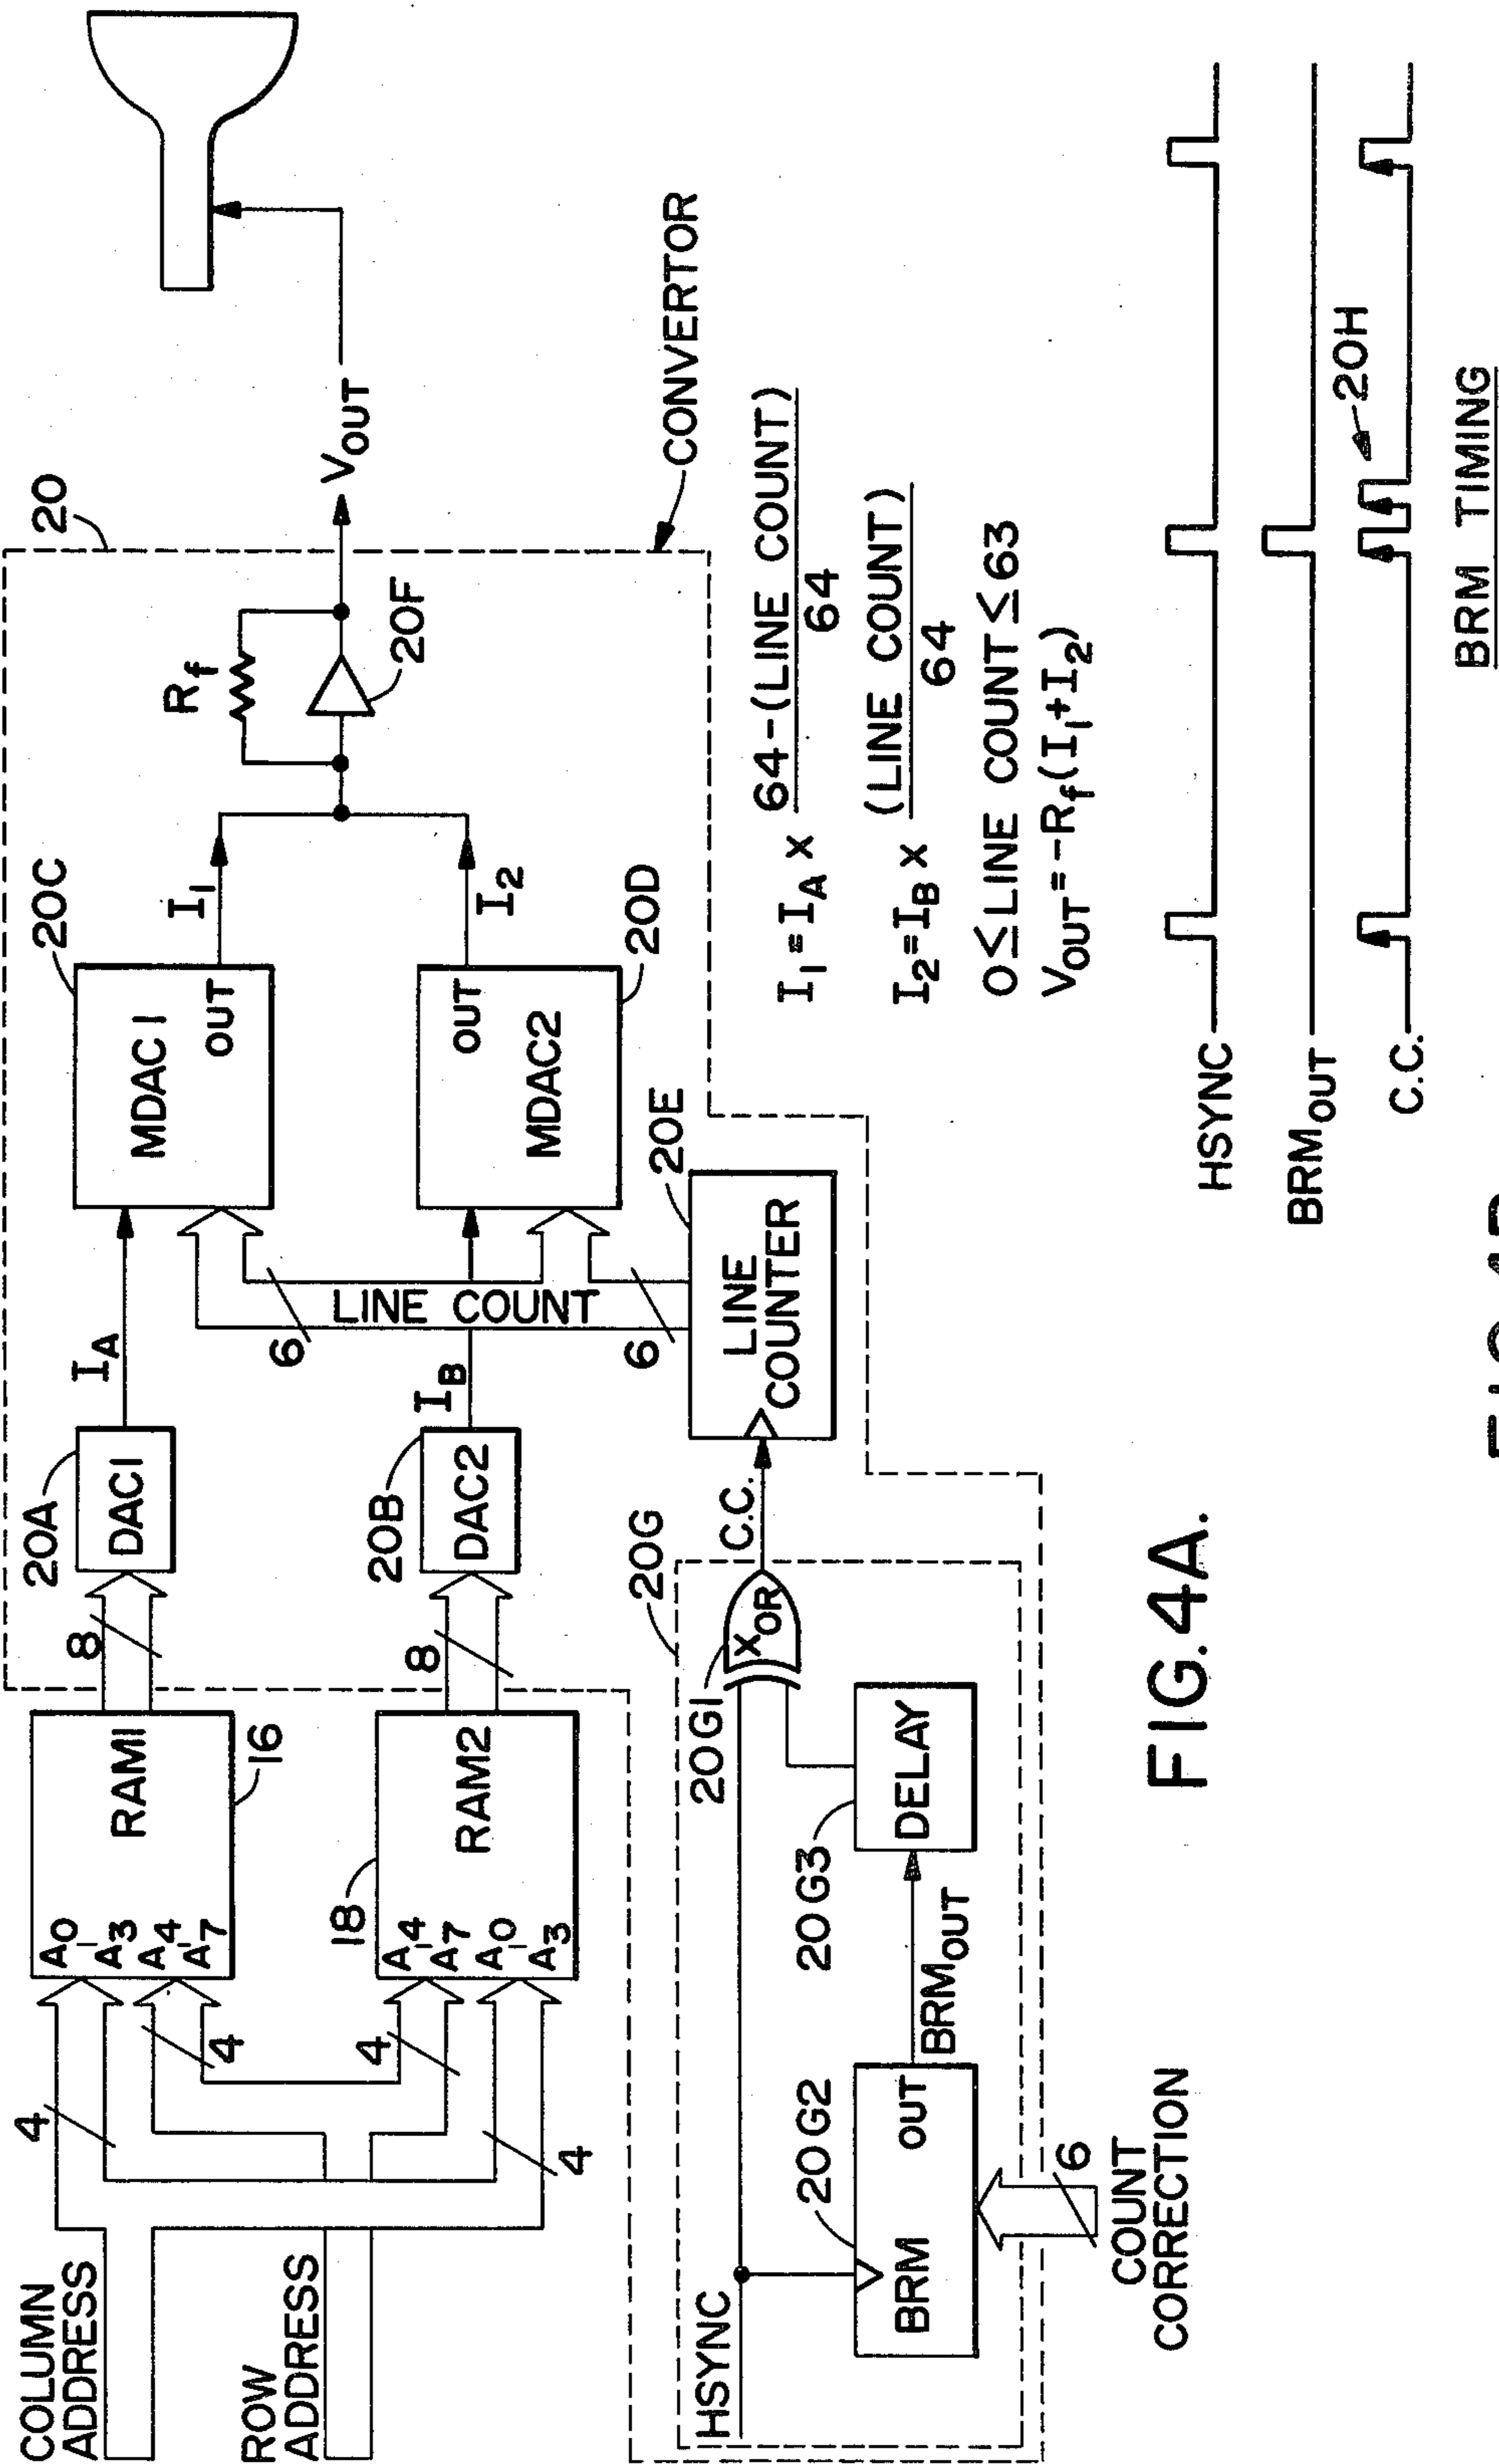 COLUMN
ADDRESS
ROW
ADDRESS
4
4
4
4
A0-
A3
A4-
A7
RAM1
16
18
A4-
A7
A0-
A3
RAM2
8
8
20A
DAC1
20B
DAC2
IA
IB
6
LINE COUNT
6
20C
MDAC1
OUT
20D
MDAC2
OUT
20E
LINE
COUNTER
I1
I2
Rf
20F
20
VOUT
CONVERTOR
I1=IA X 64-(LINE COUNT)
64
I2=IB X (LINE COUNT)
64
0≤LINE COUNT≤63
VOUT=-Rf(I1+I2)
HSYNC
20G
20G1
XOR
C.C.
20G2
BRM OUT
BRMOUT
20G3
DELAY
6
COUNT
CORRECTION
FIG.4A.
HSYNC
BRMOUT
C.C.
20H
BRM TIMING